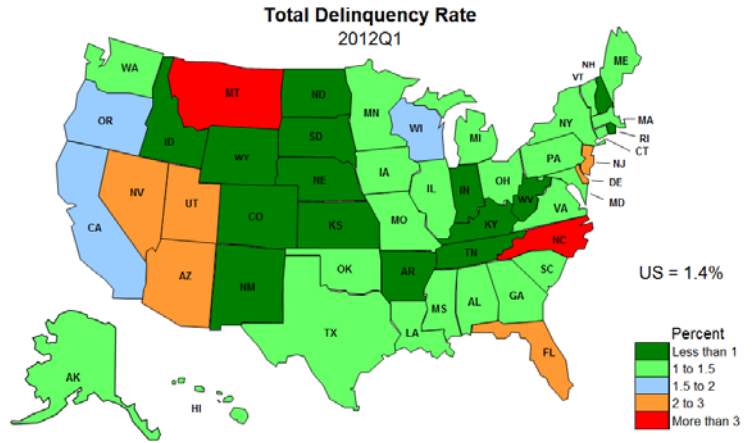 Total Delinquency Rate
2012Q1
WA
MT
ND
MN
VT
NH
ME
OR
ID
SD
WI
MI
NY
MA
RI
CT
WY
NE
IA
PA
NJ
DE
MD
NV
UT
CO
KS
MO
IL
IN
OH
WV
VA
KY
CA
AZ
NM
OK
AR
TN
NC
SC
US = 1.4%
TX
LA
MS
AL
GA
FL
AK
HI
Percent
Less than 1
1 to 1.5
1.5 to 2
2 to 3
More than 3